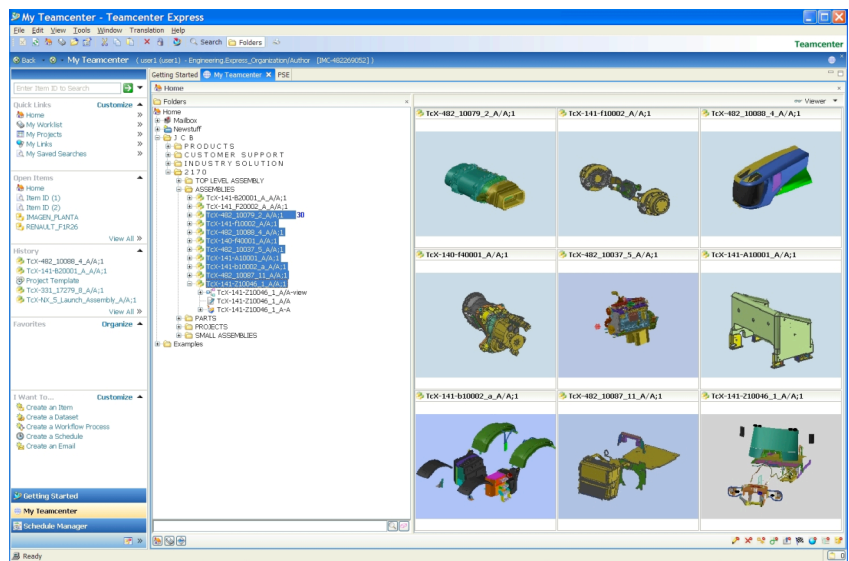 My Teamcenter - Teamcenter Express
File Edit View Tools Window Translation Help
Search Folders
Teamcenter
Back My Teamcenter ( user1 (user1) - Engineering.Express_Organization/Author [IMC-482269052] )
Getting Started My Teamcenter PSE
Enter Item ID to Search
Home
Quick Links Customize
Home
My Worklist
My Projects
My Links
My Saved Searches
Open Items
Home
Item ID (1)
Item ID (2)
IMAGEN_PLANTA
RENAULT_F1R26
View All
History
TcX-482_10088_4_A/A;1
TcX-141-B20001_A_A/A;1
Project Template
TcX-331_17279_8_A/A;1
TcX-NX_5_Launch_Assembly_A/A;1
View All
Favorites Organize
I Want To... Customize
Create an Item
Create a Dataset
Create a Workflow Process
Create a Schedule
Create an Email
Getting Started
My Teamcenter
Schedule Manager
Folders
Home
Mailbox
Newstuff
J C B
P R O D U C T S
C U S T O M E R S U P P O R T
I N D U S T R Y S O L U T I O N
2 1 7 0
TOP LEVEL ASSEMBLY
ASSEMBLIES
TcX-141-B20001_A_A/A;1
TcX-141_F20002_A_A/A;1
TcX-482_10079_2_A/A;1 30
TcX-141-f10002_A/A;1
TcX-482_10088_4_A/A;1
TcX-140-f40001_A/A;1
TcX-482_10037_5_A/A;1
TcX-141-A10001_A/A;1
TcX-141-b10002_a_A/A;1
TcX-482_10087_11_A/A;1
TcX-141-Z10046_1_A/A;1
TcX-141-Z10046_1_A/A-view
TcX-141-Z10046_1_A/A
TcX-141-Z10046_1_A-A
PARTS
PROJECTS
SMALL ASSEMBLIES
Examples
Viewer
TcX-482_10079_2_A/A;1
TcX-141-f10002_A/A;1
TcX-482_10088_4_A/A;1
TcX-140-f40001_A/A;1
TcX-482_10037_5_A/A;1
TcX-141-A10001_A/A;1
TcX-141-b10002_a_A/A;1
TcX-482_10087_11_A/A;1
TcX-141-Z10046_1_A/A;1
Ready
0